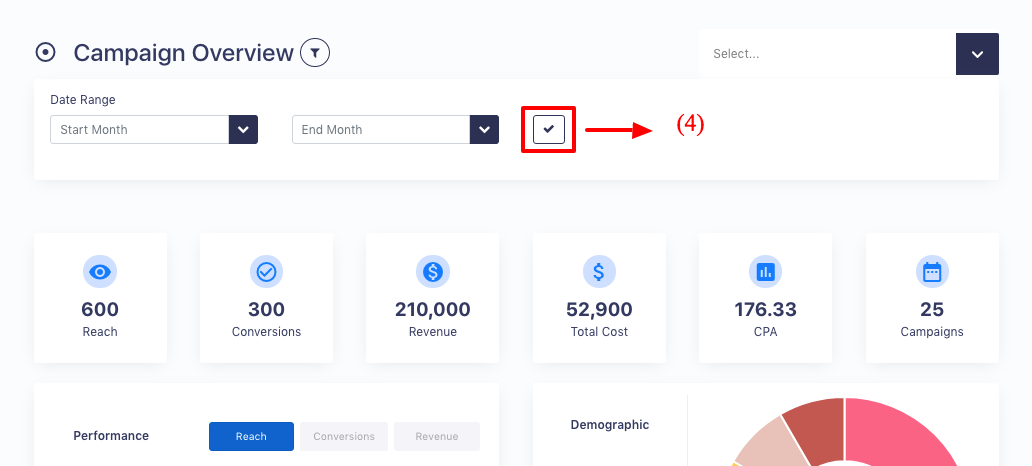 Campaign Overview
Select...
Date Range
Start Month
End Month
(4)
600
Reach
300
Conversions
210,000
Revenue
52,900
Total Cost
176.33
CPA
25
Campaigns
Performance
Reach
Conversions
Revenue
Demographic